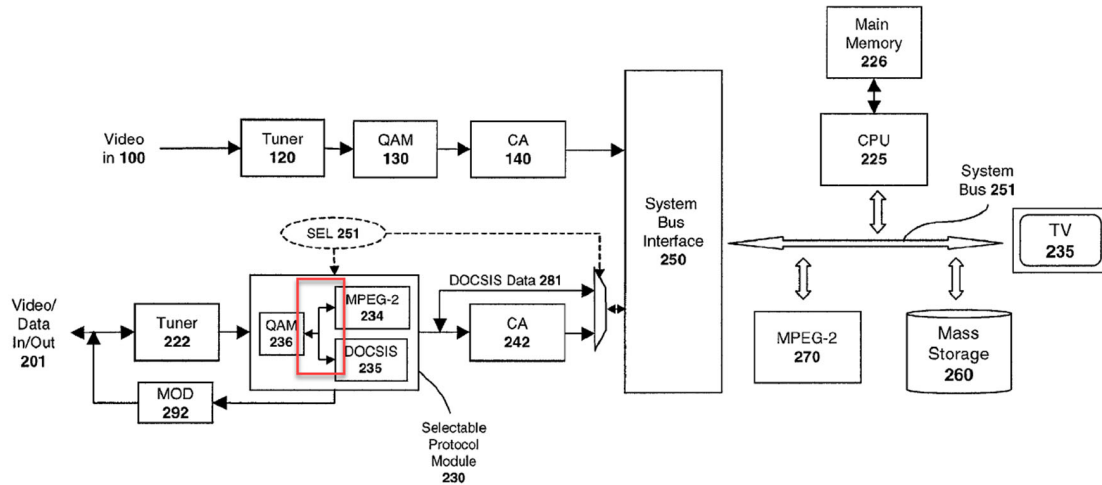 Main
Memory
226
Video
in 100
Tuner
120
QAM
130
CA
140
CPU
225
System
Bus 251
System
Bus
Interface
250
TV
235
SEL 251
DOCSIS Data 281
Video/
Data
In/Out
201
Tuner
222
QAM
236
MPEG-2
234
DOCSIS
235
CA
242
MPEG-2
270
Mass
Storage
260
MOD
292
Selectable
Protocol
Module
230